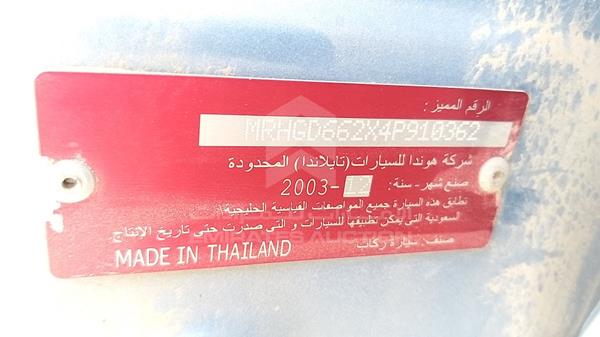 الرقم المميز :
MRHGD662X4P910362
شركة هوندا للسيارات (تايلاندا) المحدودة
صنع شهر - سنة : 12-2003
تطابق هذه السيارة جميع المواصفات القياسية الخليجية /
السعودية التي يمكن تطبيقها للسيارات و التي صدرت حتى تاريخ الانتاج
صنف: سيارة ركاب
MADE IN THAILAND